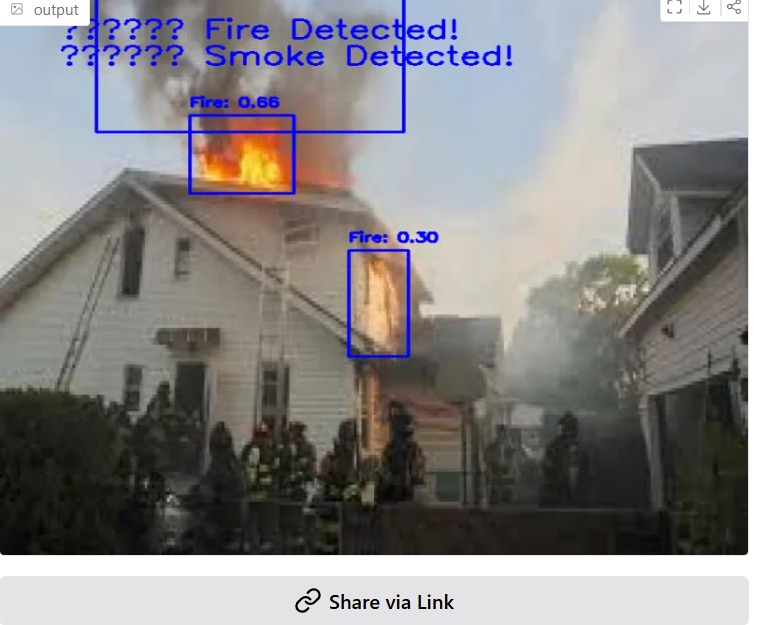 output
?????? Fire Detected!
?????? Smoke Detected!
Fire: 0.66
Fire: 0.30
Share via Link